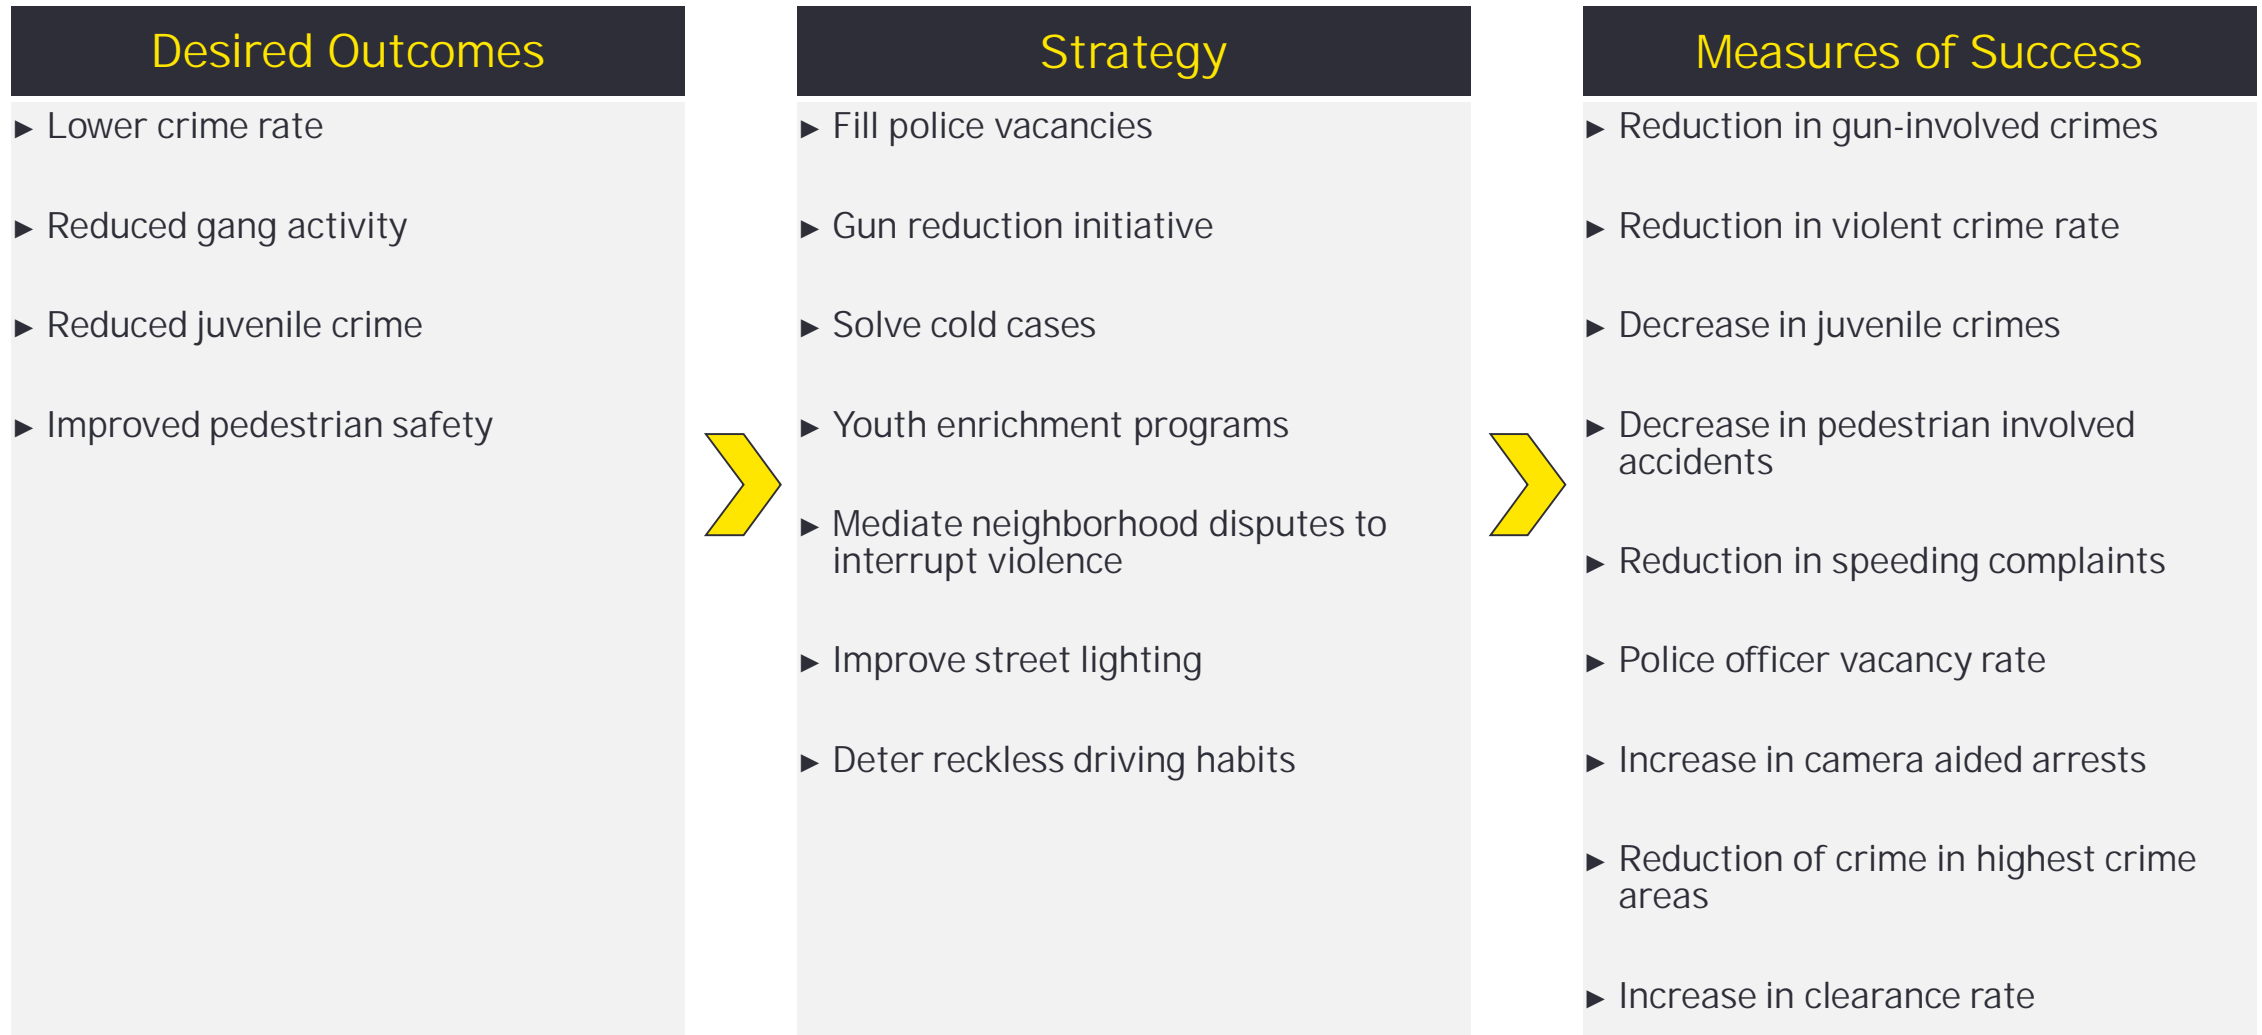 Desired Outcomes
► Lower crime rate
► Reduced gang activity
► Reduced juvenile crime
► Improved pedestrian safety
Strategy
► Fill police vacancies
► Gun reduction initiative
► Solve cold cases
► Youth enrichment programs
► Mediate neighborhood disputes to
interrupt violence
► Improve street lighting
► Deter reckless driving habits
Measures of Success
► Reduction in gun-involved crimes
► Reduction in violent crime rate
► Decrease in juvenile crimes
► Decrease in pedestrian involved
accidents
► Reduction in speeding complaints
► Police officer vacancy rate
► Increase in camera aided arrests
► Reduction of crime in highest crime
areas
► Increase in clearance rate